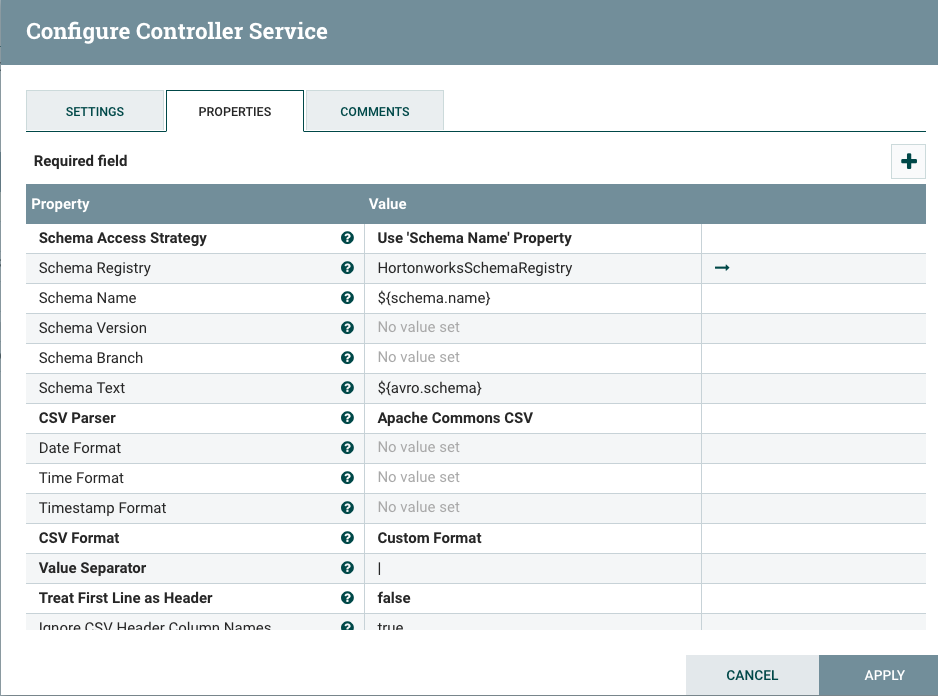 Configure Controller Service
SETTINGS PROPERTIES COMMENTS
Required field
Property Value
Schema Access Strategy Use 'Schema Name' Property
Schema Registry HortonworksSchemaRegistry
Schema Name ${schema.name}
Schema Version No value set
Schema Branch No value set
Schema Text ${avro.schema}
CSV Parser Apache Commons CSV
Date Format No value set
Time Format No value set
Timestamp Format No value set
CSV Format Custom Format
Value Separator |
Treat First Line as Header false
Ignore CSV Header Column Names true
CANCEL APPLY